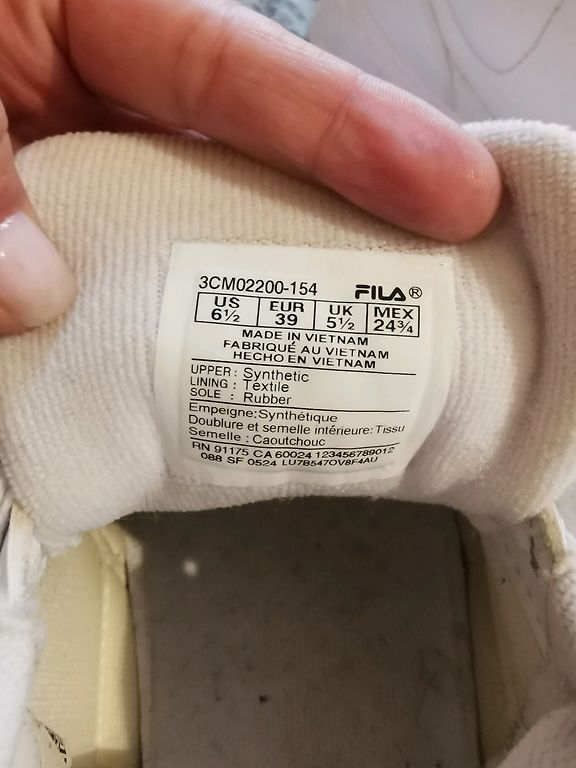 3CM02200-154 FILA®
US EUR UK MEX
6½ 39 5½ 24¾
MADE IN VIETNAM
FABRIQUÉ AU VIETNAM
HECHO EN VIETNAM
UPPER : Synthetic
LINING : Textile
SOLE : Rubber
Empeigne:Synthétique
Doublure et semelle intérieure: Tissu
Semelle : Caoutchouc
RN 91175 CA 60024 123456789012
088 SF 0524 LU7B547OV8F4AU